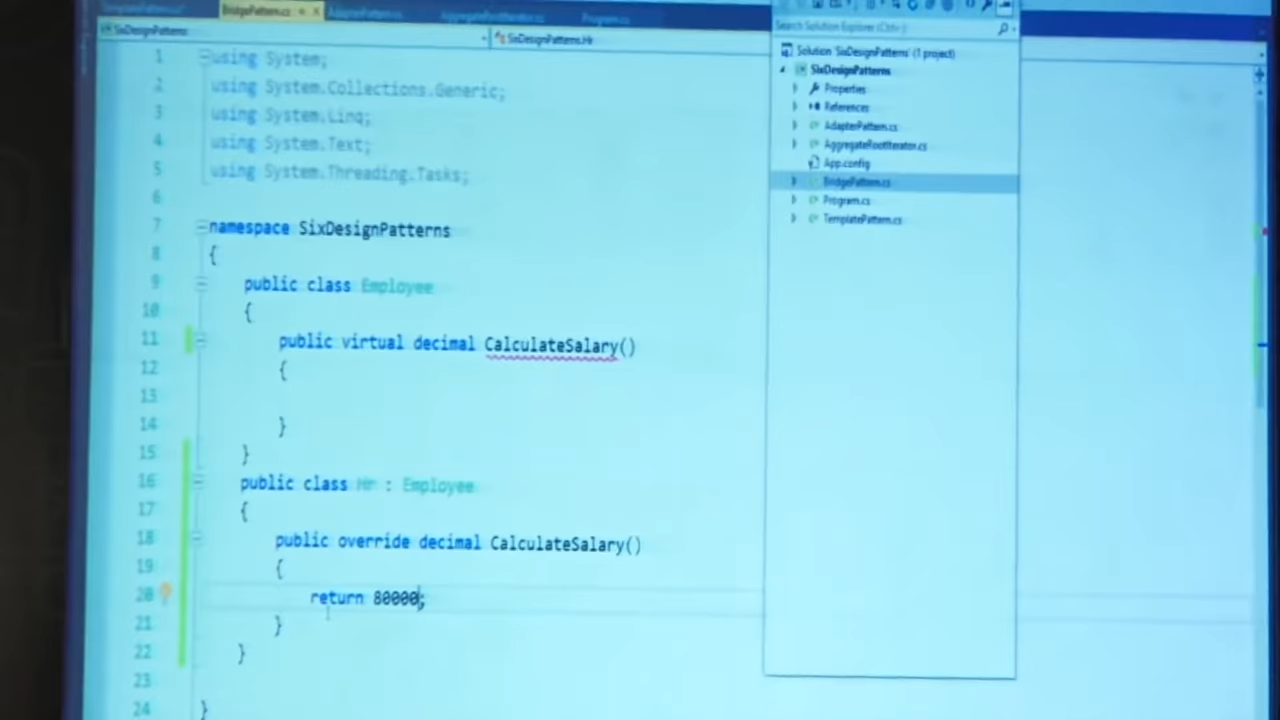 BridgePattern.cs
Program.cs
SixDesignPatterns
SixDesignPatterns.Hr
1 using System;
2 using System.Collections.Generic;
3 using System.Linq;
4 using System.Text;
5 using System.Threading.Tasks;
6
7 namespace SixDesignPatterns
8 {
9 public class Employee
10 {
11 public virtual decimal CalculateSalary()
12 {
13
14 }
15 }
16 public class Hr : Employee
17 {
18 public override decimal CalculateSalary()
19 {
20 return 80000;
21 }
22 }
23
24 }
Search Solution Explorer (Ctrl+;)
Solution 'SixDesignPatterns' (1 project)
SixDesignPatterns
Properties
References
AdapterPattern.cs
AggregateRootIterator.cs
App.config
BridgePattern.cs
Program.cs
TemplatePattern.cs